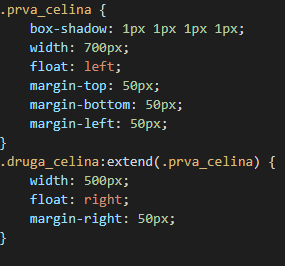 .prva_celina {
box-shadow: 1px 1px 1px 1px;
width: 700px;
float: left;
margin-top: 50px;
margin-bottom: 50px;
margin-left: 50px;
}
.druga_celina:extend(.prva_celina) {
width: 500px;
float: right;
margin-right: 50px;
}